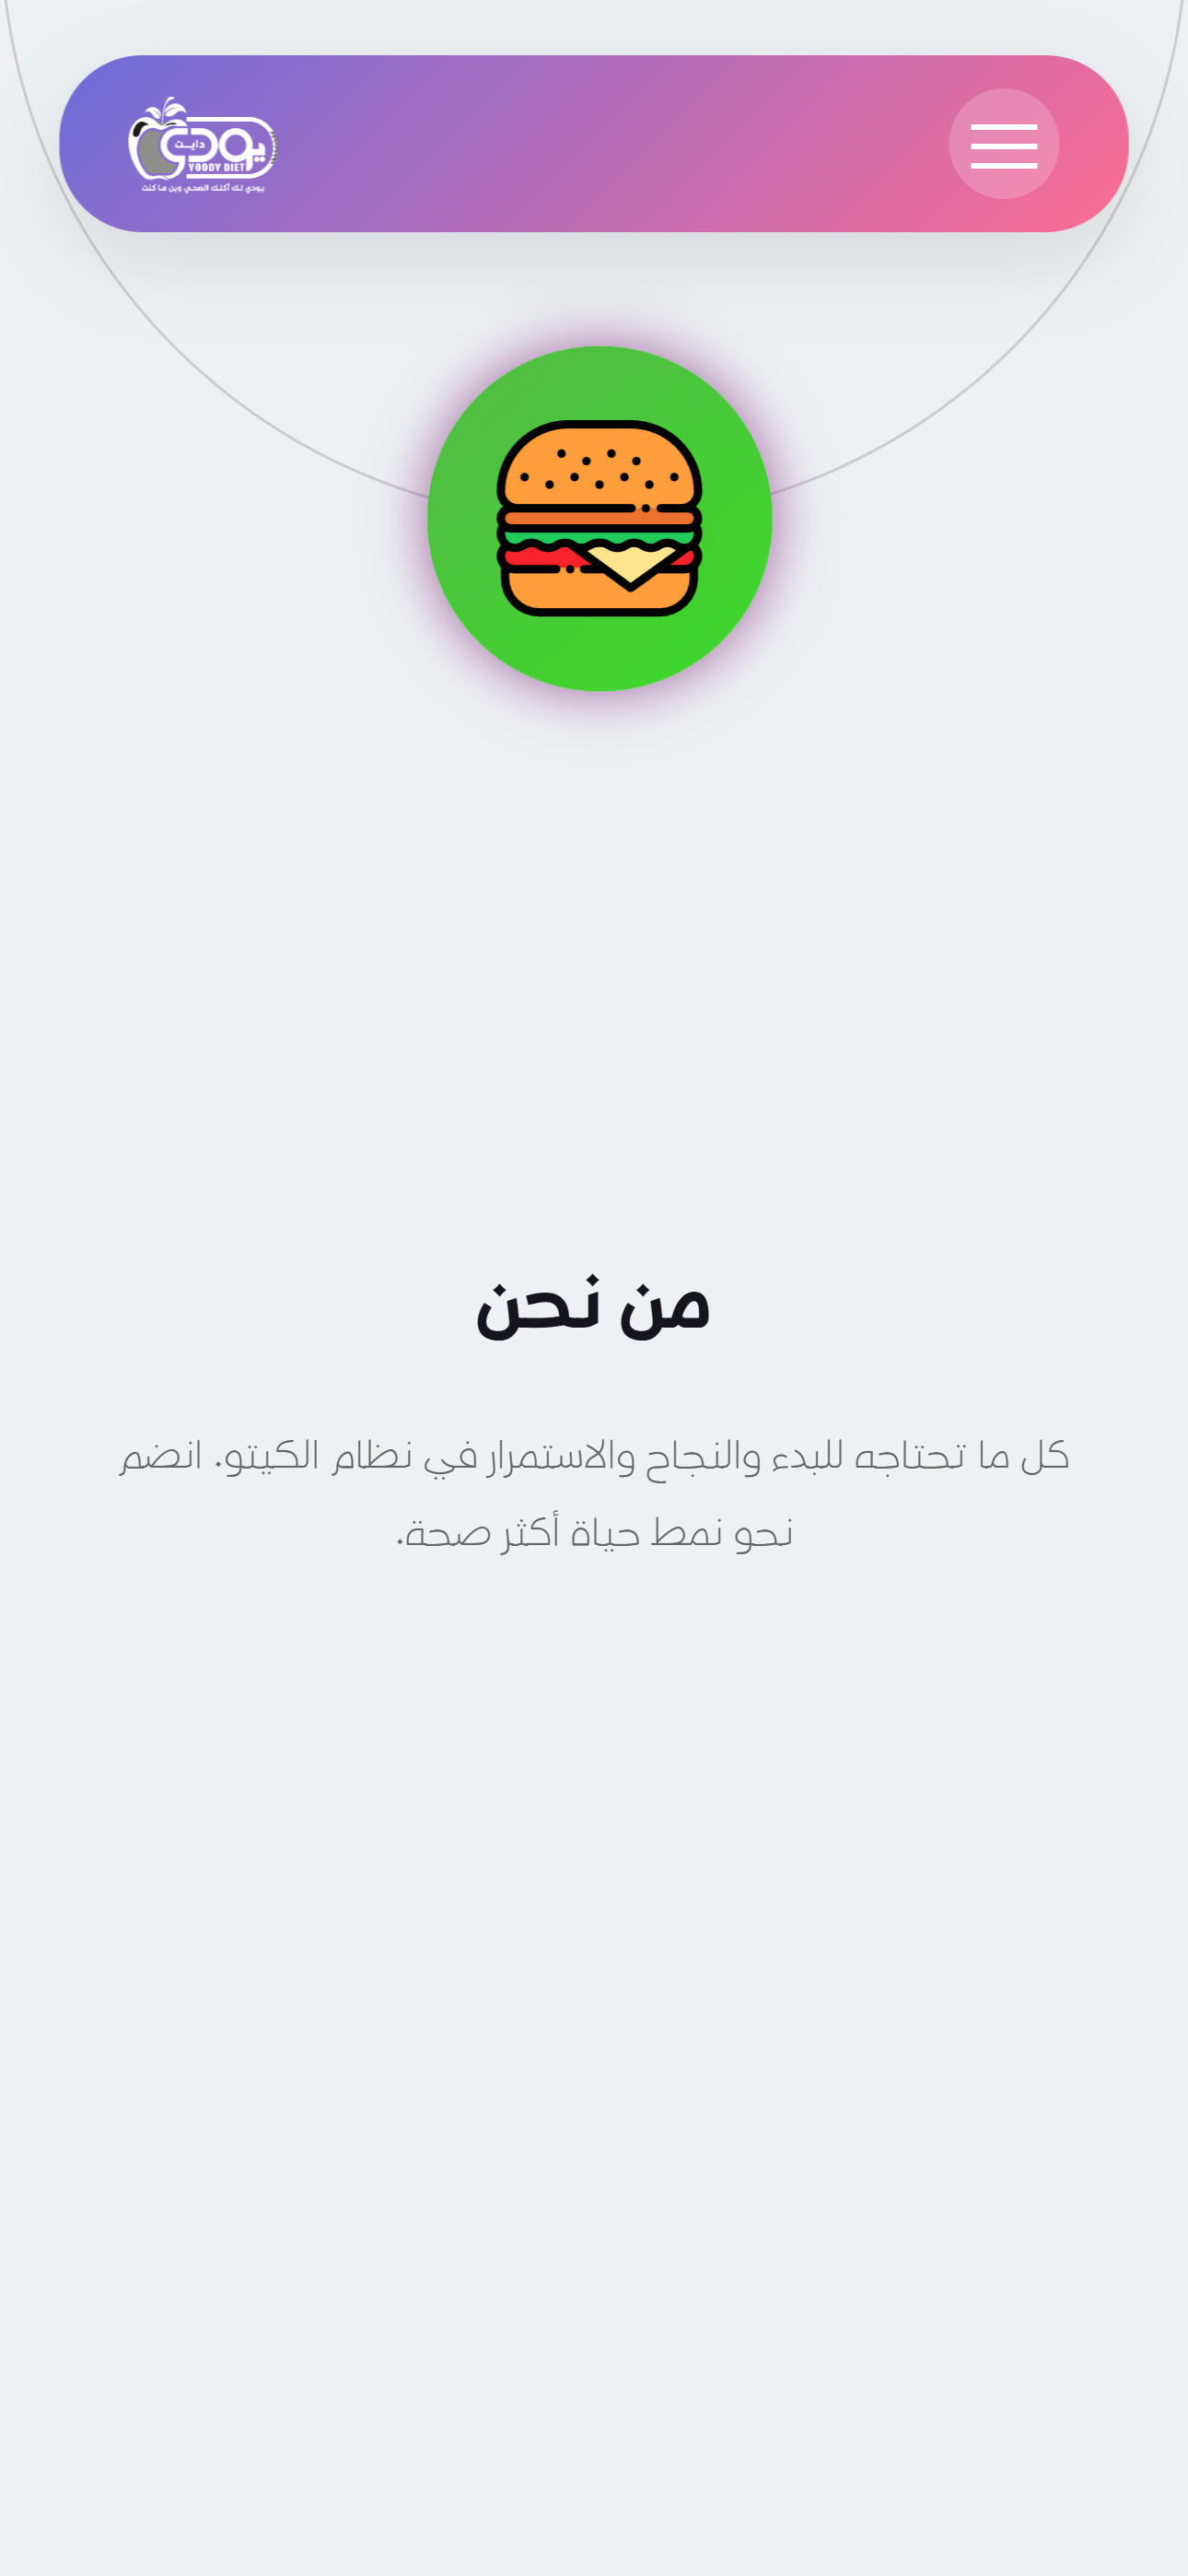 يودي
دايت
YOODY DIET
يودي لك أكلك الصحي وين ما كنت
من نحن
كل ما تحتاجه للبدء والنجاح والاستمرار في نظام الكيتو. انضم
نحو نمط حياة أكثر صحة.